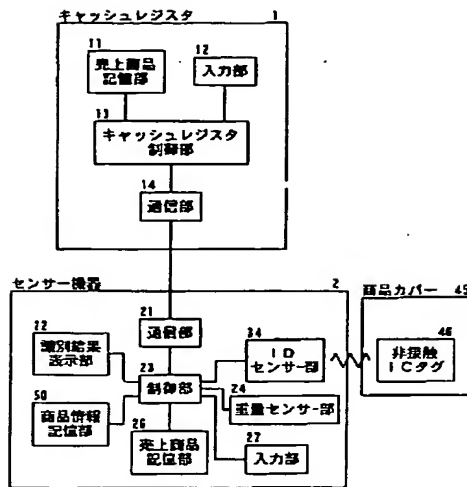 キャッシュレジスタ 1
11
売上商品
記憶部
12
入力部
13
キャッシュレジスタ
制御部
14
通信部
センサー機器 2
21
通信部
22
識別結果
表示部
23
制御部
34
ID
センサー部
24
重量センサー部
50
商品情報
記憶部
26
売上商品
記憶部
27
入力部
商品カバー 45
46
非接触
ICタグ